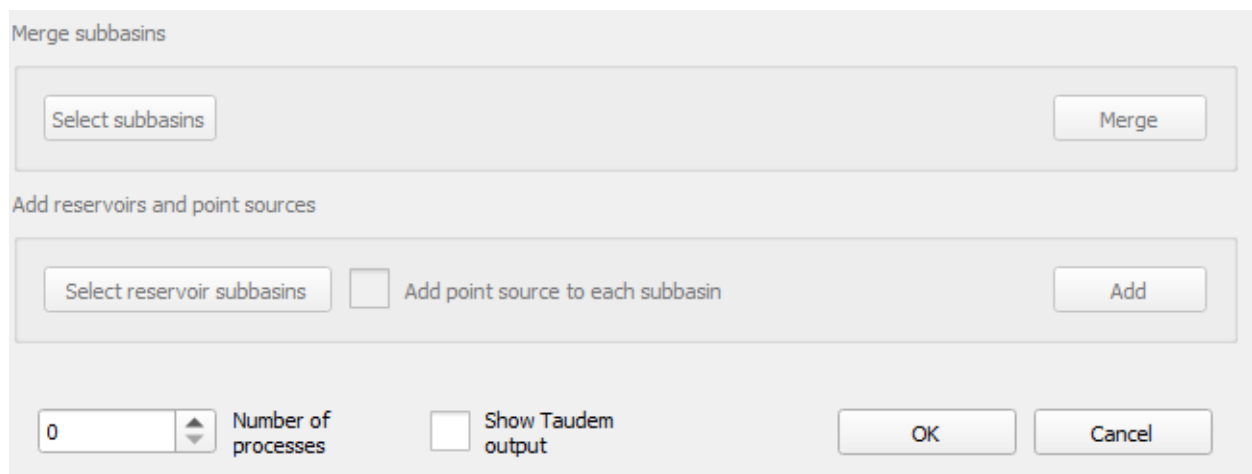 Merge subbasins
Select subbasins
Merge
Add reservoirs and point sources
Select reservoir subbasins
Add point source to each subbasin
Add
0
Number of
processes
Show Taudem
output
OK
Cancel